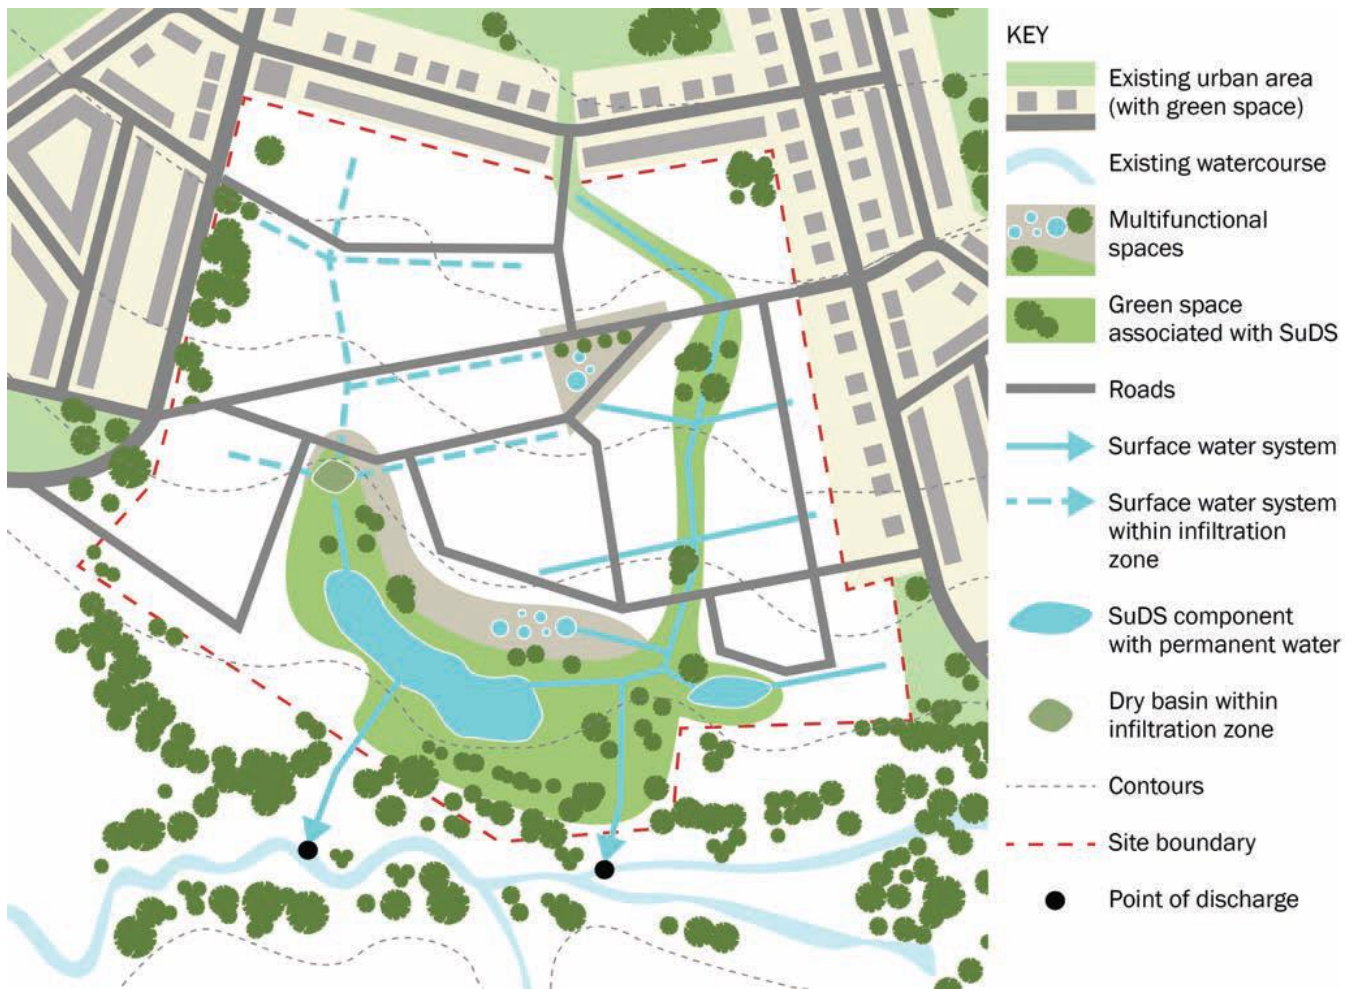 KEY
Existing urban area
(with green space)
Existing watercourse
Multifunctional
spaces
Green space
associated with SuDS
Roads
Surface water system
Surface water system
within infiltration
zone
SuDS component
with permanent water
Dry basin within
infiltration zone
Contours
Site boundary
Point of discharge